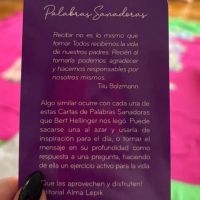 Palabras Sanadoras
Recibir no es lo mismo que
tomar. Todos recibimos la vida
de nuestros padres. Recién al
tomarla podemos agradecer
y hacernos responsables por
nosotros mismos.
Tiiu Bolzmann
Algo similar ocurre con cada una de
estas Cartas de Palabras Sanadoras
que Bert Hellinger nos legó. Puede
sacarse una al azar y usarla de
inspiración para el día, o tomar el
mensaje en su profundidad como
respuesta a una pregunta, haciendo
de ella un ejercicio activo para la vida.
Que las aprovechen y disfruten!
Editorial Alma Lepik